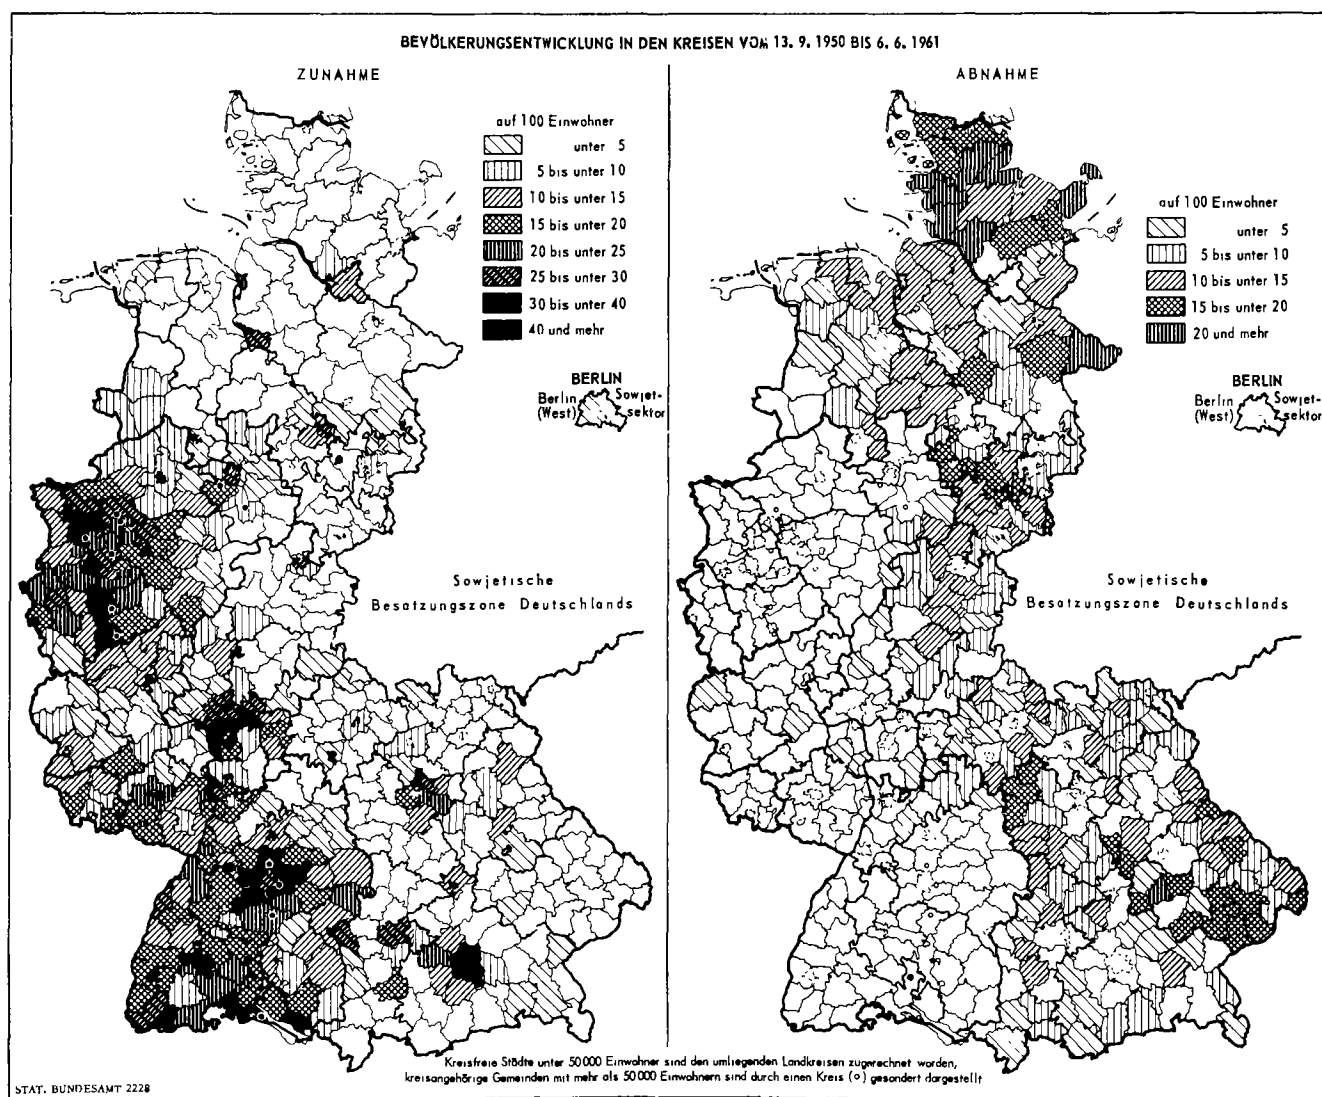 BEVÖLKERUNGSENTWICKLUNG IN DEN KREISEN VOM 13. 9. 1950 BIS 6. 6. 1961
ZUNAHME
auf 100 Einwohner
unter 5
5 bis unter 10
10 bis unter 15
15 bis unter 20
20 bis unter 25
25 bis unter 30
30 bis unter 40
40 und mehr
BERLIN
Berlin (West)
Sowjet-
sektor
Sowjetische
Besatzungszone Deutschlands
ABNAHME
auf 100 Einwohner
unter 5
5 bis unter 10
10 bis unter 15
15 bis unter 20
20 und mehr
BERLIN
Berlin (West)
Sowjet-
sektor
Sowjetische
Besatzungszone Deutschlands
Kreisfreie Städte unter 50 000 Einwohner sind den umliegenden Landkreisen zugerechnet worden,
kreisangehörige Gemeinden mit mehr als 50 000 Einwohnern sind durch einen Kreis (o) gesondert dargestellt
STAT. BUNDESAMT 2228